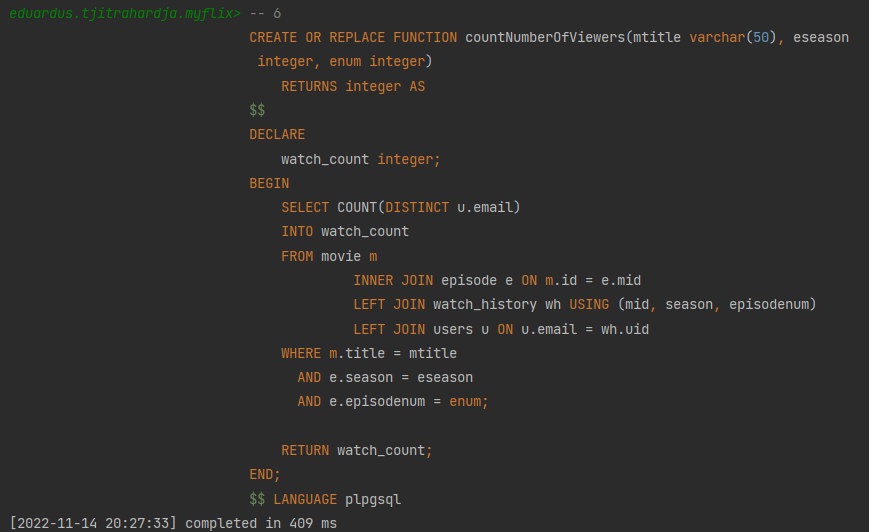 eduardus.tjitrahardja.myflix> -- 6
CREATE OR REPLACE FUNCTION countNumberOfViewers(mtitle varchar(50), eseason
integer, enum integer)
RETURNS integer AS
$$
DECLARE
watch_count integer;
BEGIN
SELECT COUNT(DISTINCT u.email)
INTO watch_count
FROM movie m
INNER JOIN episode e ON m.id = e.mid
LEFT JOIN watch_history wh USING (mid, season, episodenum)
LEFT JOIN users u ON u.email = wh.uid
WHERE m.title = mtitle
AND e.season = eseason
AND e.episodenum = enum;
RETURN watch_count;
END;
$$ LANGUAGE plpgsql
[2022-11-14 20:27:33] completed in 409 ms